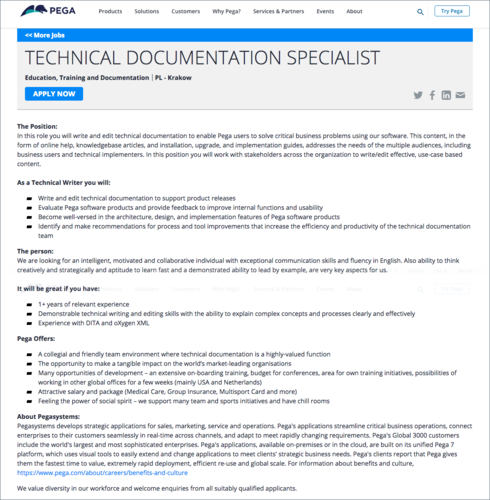 PEGA
Products Solutions Customers Why Pega? Services & Partners Events About Try Pega
<< More Jobs
TECHNICAL DOCUMENTATION SPECIALIST
Education, Training and Documentation | PL - Krakow
APPLY NOW
The Position:
In this role you will write and edit technical documentation to enable Pega users to solve critical business problems using our software. This content, in the
form of online help, knowledgebase articles, and installation, upgrade, and implementation guides, addresses the needs of the multiple audiences, including
business users and technical implementers. In this position you will work with stakeholders across the organization to write/edit effective, use-case based
content.
As a Technical Writer you will:
Write and edit technical documentation to support product releases
Evaluate Pega software products and provide feedback to improve internal functions and usability
Become well-versed in the architecture, design, and implementation features of Pega software products
Identify and make recommendations for process and tool improvements that increase the efficiency and productivity of the technical documentation
team
The person:
We are looking for an intelligent, motivated and collaborative individual with exceptional communication skills and fluency in English. Also ability to think
creatively and strategically and aptitude to learn fast and a demonstrated ability to lead by example, are very key aspects for us.
It will be great if you have:
1+ years of relevant experience
Demonstrable technical writing and editing skills with the ability to explain complex concepts and processes clearly and effectively
Experience with DITA and oXygen XML
Pega Offers:
A collegial and friendly team environment where technical documentation is a highly-valued function
The opportunity to make a tangible impact on the world's market-leading organisations
Many opportunities of development – an extensive on-boarding training, budget for conferences, area for own training initiatives, possibilities of
working in other global offices for a few weeks (mainly USA and Netherlands)
Attractive salary and package (Medical Care, Group Insurance, Multisport Card and more)
Feeling the power of social spirit – we support many team and sports initiatives and have chill rooms
About Pegasystems:
Pegasystems develops strategic applications for sales, marketing, service and operations. Pega's applications streamline critical business operations, connect
enterprises to their customers seamlessly in real-time across channels, and adapt to meet rapidly changing requirements. Pega's Global 3000 customers
include the world's largest and most sophisticated enterprises. Pega's applications, available on-premises or in the cloud, are built on its unified Pega 7
platform, which uses visual tools to easily extend and change applications to meet clients' strategic business needs. Pega's clients report that Pega gives
them the fastest time to value, extremely rapid deployment, efficient re-use and global scale. For information about benefits and culture,
https://www.pega.com/about/careers/benefits-and-culture
We value diversity in our workforce and welcome enquiries from all suitably qualified applicants.